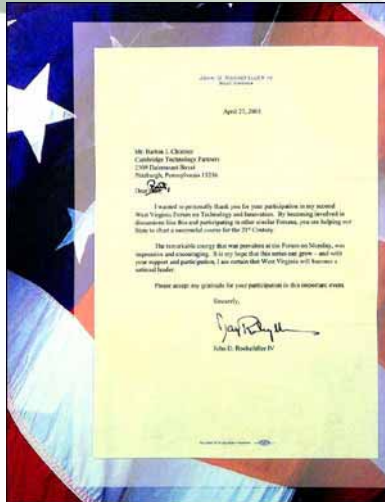 JOHN D. ROCKEFELLER IV
WEST VIRGINIA
April 27, 2001
Cambridge Technology Partners
Pittsburgh, Pennsylvania
Dear
I wanted to personally thank you for your participation in my second
West Virginia Forum on Technology and Innovation. By becoming involved in
discussions like this and participating in other similar Forums, you are helping our
State to chart a successful course for the 21st Century.
The remarkable energy that was prevalent at the Forum on Monday, was
impressive and encouraging. It is my hope that this series can grow – and with
your support and participation, I am certain that West Virginia will become a
national leader.
Please accept my gratitude for your participation in this important event.
Sincerely,
John D. Rockefeller IV